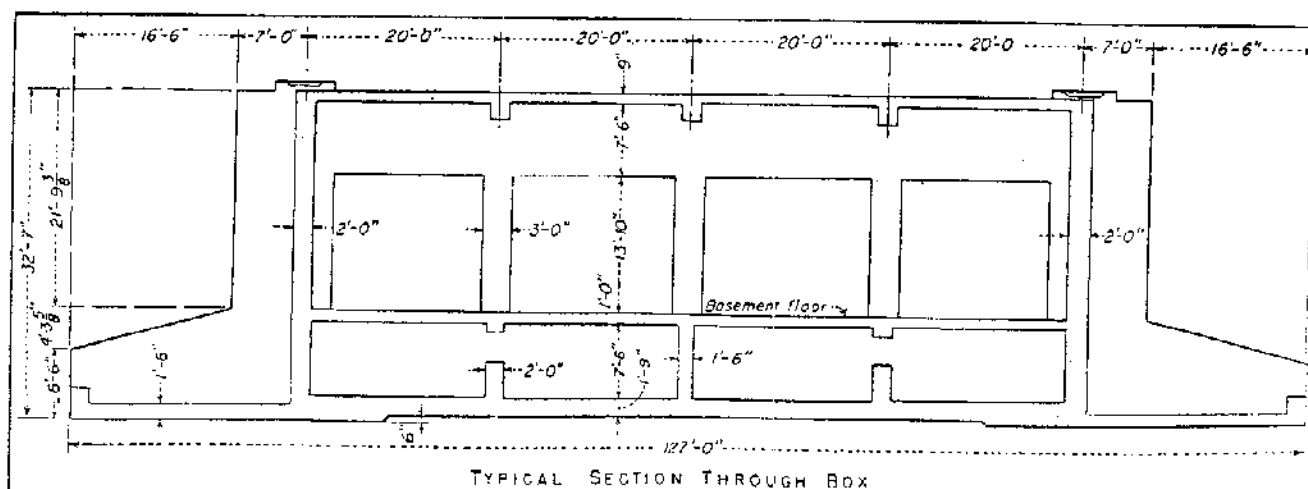 16'-6" 7'-0" 20'-0" 20'-0" 20'-0" 20'-0 7'-0" 16'-6"
9"
7'-6"
21'-9 3/8"
32'-7"
2'-0" 3'-0" 13'-10" 2'-0"
1'-0"
Basement floor
4'3 5/8"
6'-6"
1'-6" 2'-0" 7'-6" 1'-9" 1'-6"
127'-0"
TYPICAL SECTION THROUGH BOX